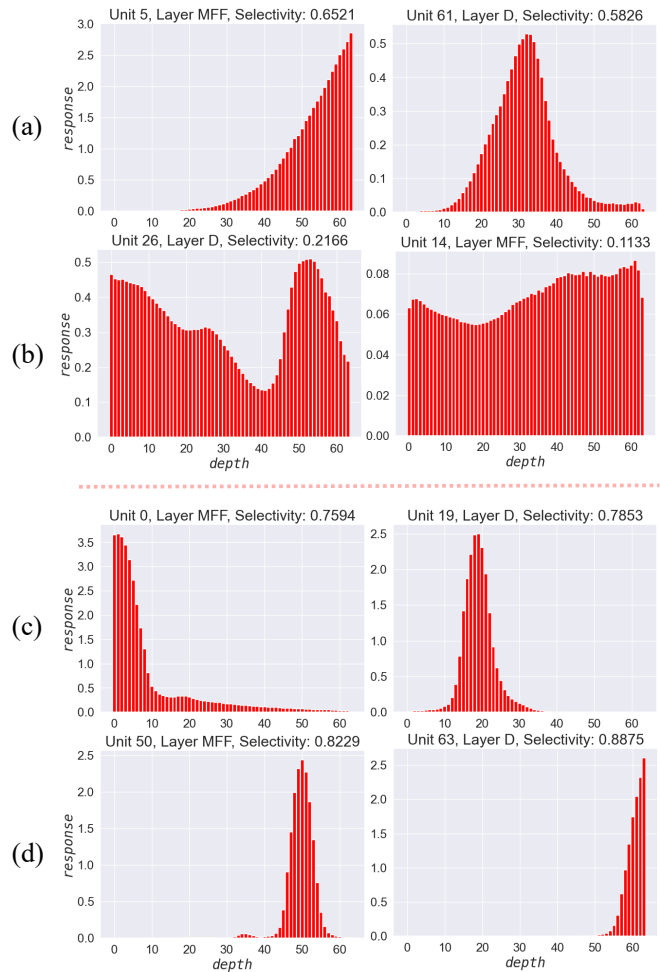 Unit 5, Layer MFF, Selectivity: 0.6521
Unit 61, Layer D, Selectivity: 0.5826
(a)
response
3.0
2.5
2.0
1.5
1.0
0.5
0.0
0 10 20 30 40 50 60
0.5
0.4
0.3
0.2
0.1
0.0
0 10 20 30 40 50 60
Unit 26, Layer D, Selectivity: 0.2166
Unit 14, Layer MFF, Selectivity: 0.1133
(b)
response
0.5
0.4
0.3
0.2
0.1
0.0
0 10 20 30 40 50 60
depth
0.08
0.06
0.04
0.02
0.00
0 10 20 30 40 50 60
depth
Unit 0, Layer MFF, Selectivity: 0.7594
Unit 19, Layer D, Selectivity: 0.7853
(c)
response
3.5
3.0
2.5
2.0
1.5
1.0
0.5
0.0
0 10 20 30 40 50 60
2.5
2.0
1.5
1.0
0.5
0.0
0 10 20 30 40 50 60
Unit 50, Layer MFF, Selectivity: 0.8229
Unit 63, Layer D, Selectivity: 0.8875
(d)
response
2.5
2.0
1.5
1.0
0.5
0.0
0 10 20 30 40 50 60
depth
2.5
2.0
1.5
1.0
0.5
0.0
0 10 20 30 40 50 60
depth